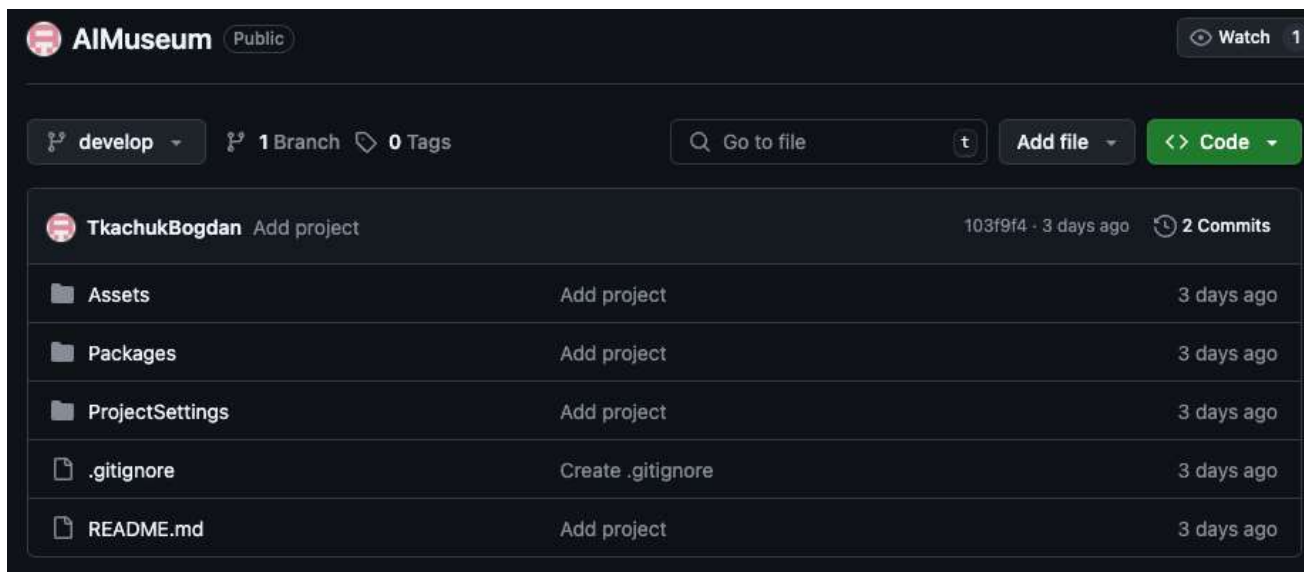 AIMuseum Public Watch 1
develop 1 Branch 0 Tags Go to file t Add file <> Code
TkachukBogdan Add project 103f9f4 · 3 days ago 2 Commits
Assets Add project 3 days ago
Packages Add project 3 days ago
ProjectSettings Add project 3 days ago
.gitignore Create .gitignore 3 days ago
README.md Add project 3 days ago